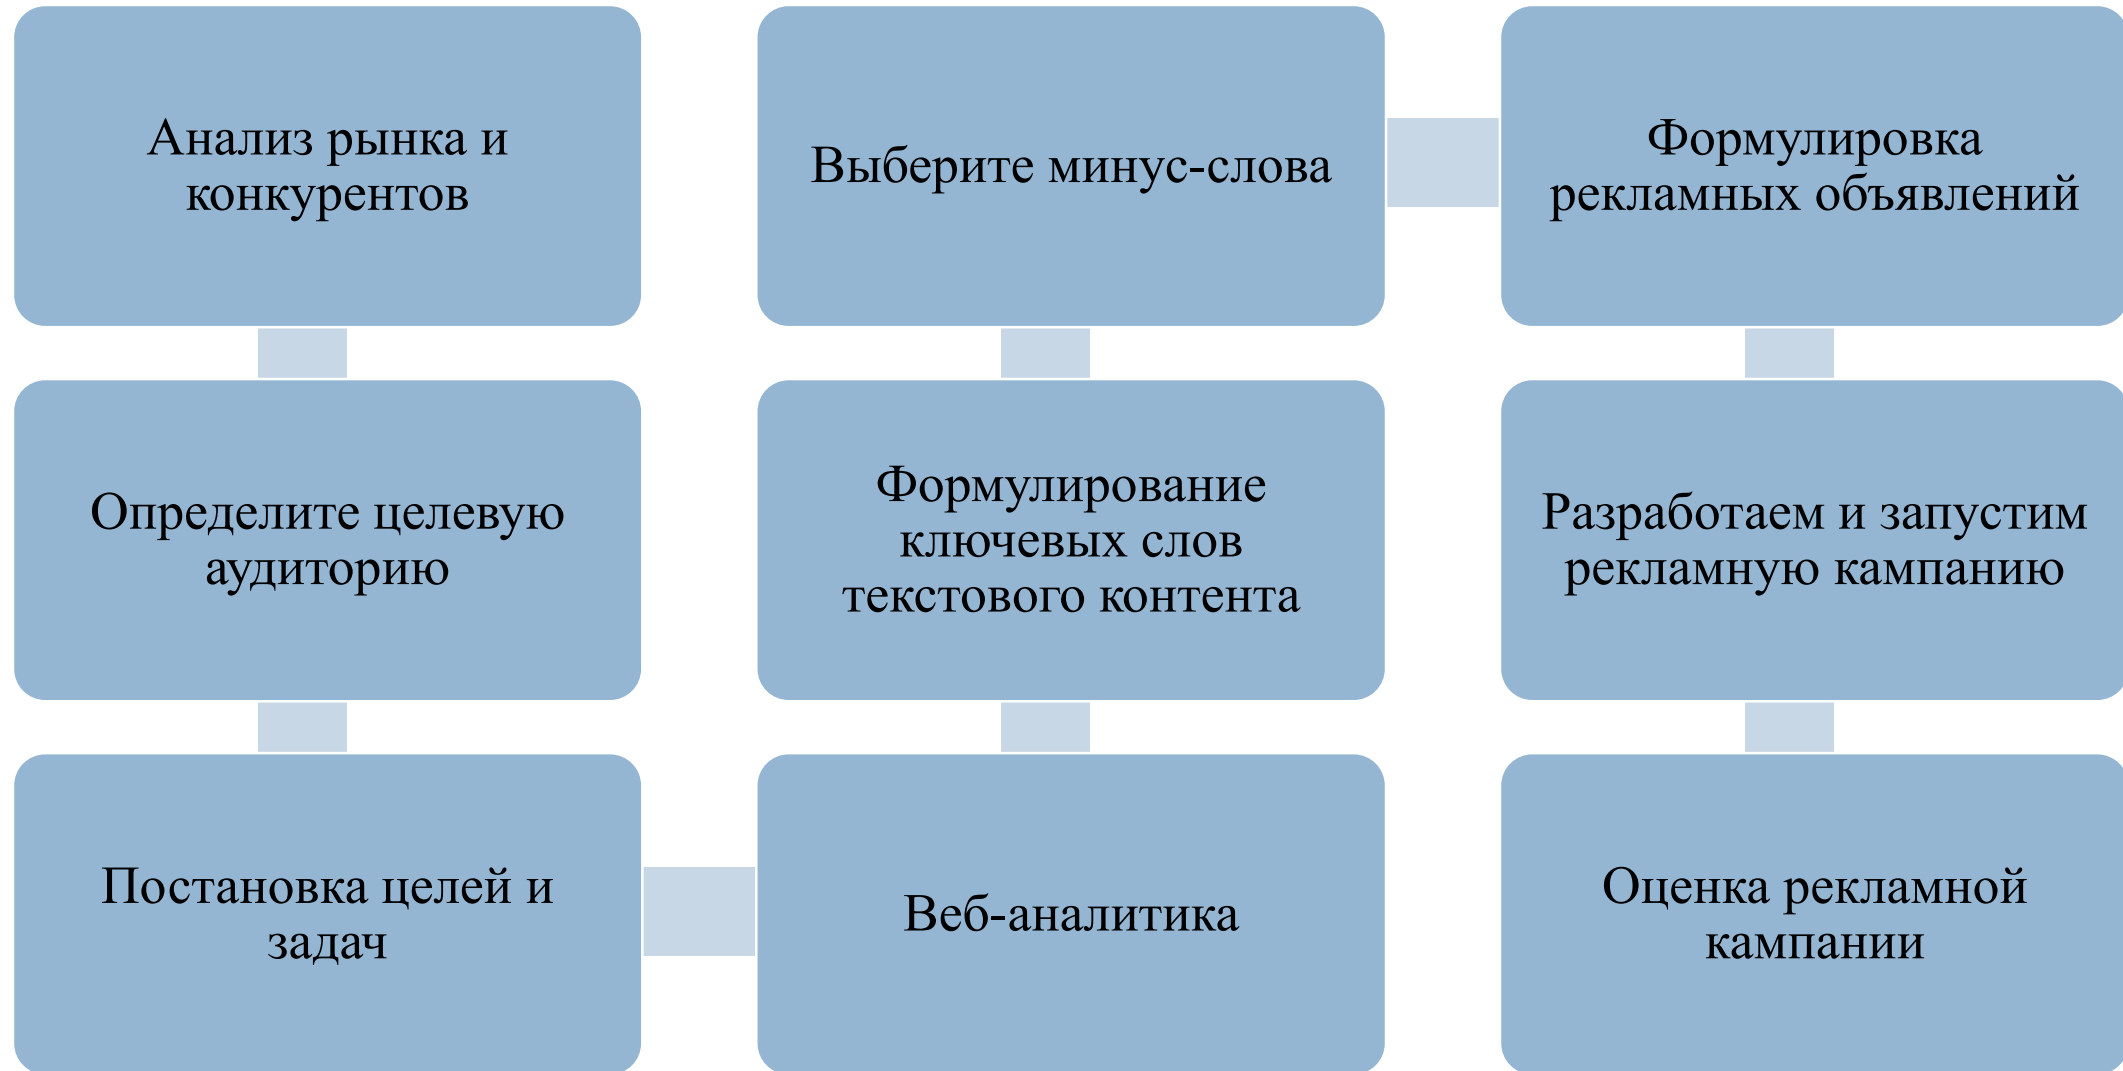 Анализ рынка и
конкурентов
Определите целевую
аудиторию
Постановка целей и
задач
Веб-аналитика
Формулирование
ключевых слов
текстового контента
Выберите минус-слова
Формулировка
рекламных объявлений
Разработаем и запустим
рекламную кампанию
Оценка рекламной
кампании